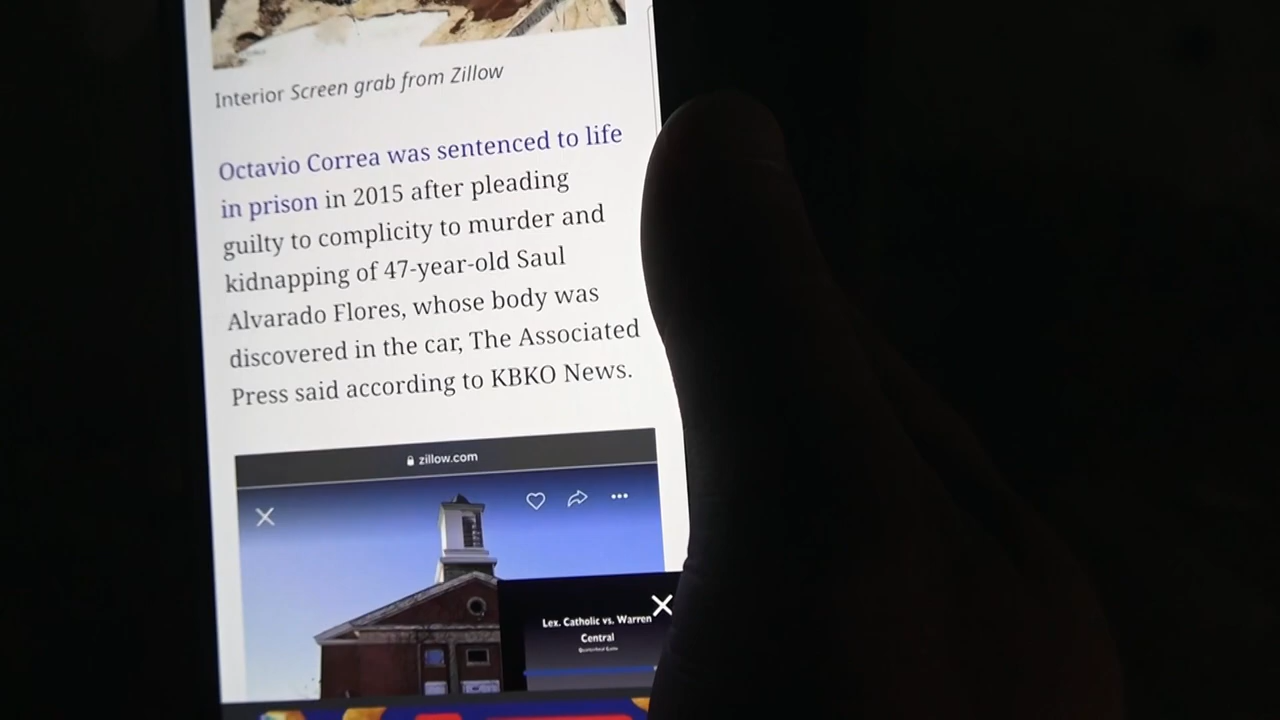 Interior Screen grab from Zillow
Octavio Correa was sentenced to life
in prison in 2015 after pleading
guilty to complicity to murder and
kidnapping of 47-year-old Saul
Alvarado Flores, whose body was
discovered in the car, The Associated
Press said according to KBKO News.
zillow.com
Lex. Catholic vs. Warren
Central